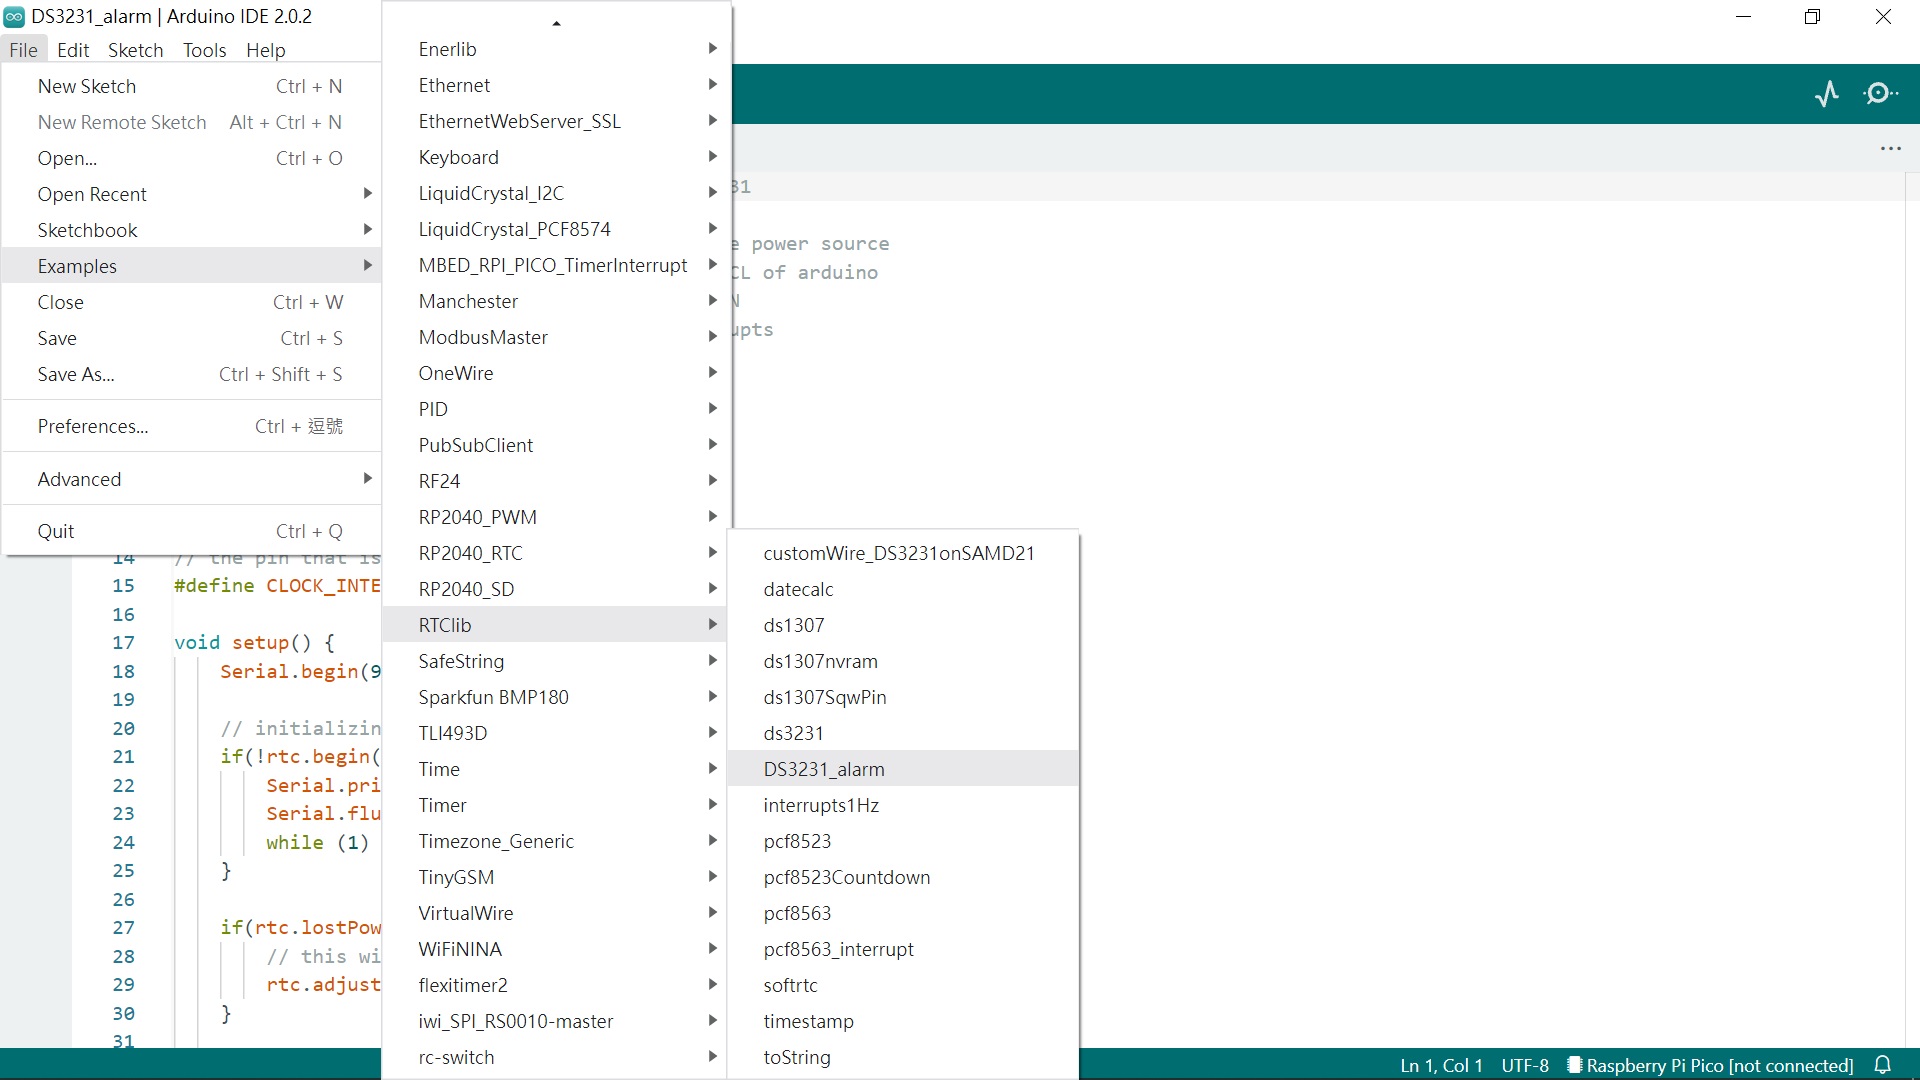 DS3231_alarm | Arduino IDE 2.0.2
File Edit Sketch Tools Help
New Sketch Ctrl + N
New Remote Sketch Alt + Ctrl + N
Open... Ctrl + O
Open Recent
Sketchbook
Examples
Close Ctrl + W
Save Ctrl + S
Save As... Ctrl + Shift + S
Preferences... Ctrl + 逗號
Advanced
Quit Ctrl + Q
Enerlib
Ethernet
EthernetWebServer_SSL
Keyboard
LiquidCrystal_I2C
LiquidCrystal_PCF8574
MBED_RPI_PICO_TimerInterrupt
Manchester
ModbusMaster
OneWire
PID
PubSubClient
RF24
RP2040_PWM
RP2040_RTC
RP2040_SD
RTClib
SafeString
Sparkfun BMP180
TLI493D
Time
Timer
Timezone_Generic
TinyGSM
VirtualWire
WiFiNINA
flexitimer2
iwi_SPI_RS0010-master
rc-switch
customWire_DS3231onSAMD21
datecalc
ds1307
ds1307nvram
ds1307SqwPin
ds3231
DS3231_alarm
interrupts1Hz
pcf8523
pcf8523Countdown
pcf8563
pcf8563_interrupt
softrtc
timestamp
toString
31
e power source
CL of arduino
N
upts
14 // the pin that is
15 #define CLOCK_INTE
16
17 void setup() {
18 Serial.begin(9
19
20 // initializin
21 if(!rtc.begin(
22 Serial.pri
23 Serial.flu
24 while (1)
25 }
26
27 if(rtc.lostPow
28 // this wi
29 rtc.adjust
30 }
31
Ln 1, Col 1 UTF-8 Raspberry Pi Pico [not connected]